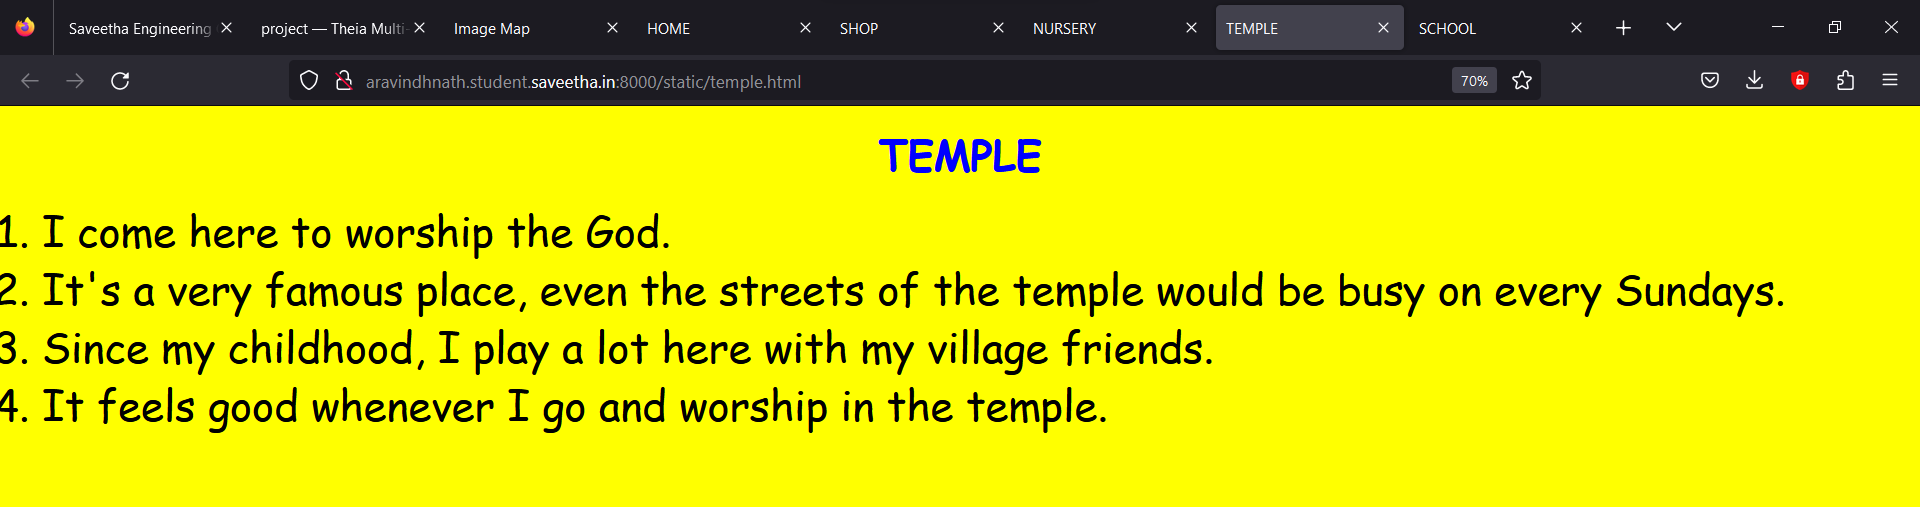 Saveetha Engineering
project — Theia Multi-
Image Map
HOME
SHOP
NURSERY
TEMPLE
SCHOOL
aravindhnath.student.saveetha.in:8000/static/temple.html
70%
TEMPLE
1. I come here to worship the God.
2. It's a very famous place, even the streets of the temple would be busy on every Sundays.
3. Since my childhood, I play a lot here with my village friends.
4. It feels good whenever I go and worship in the temple.